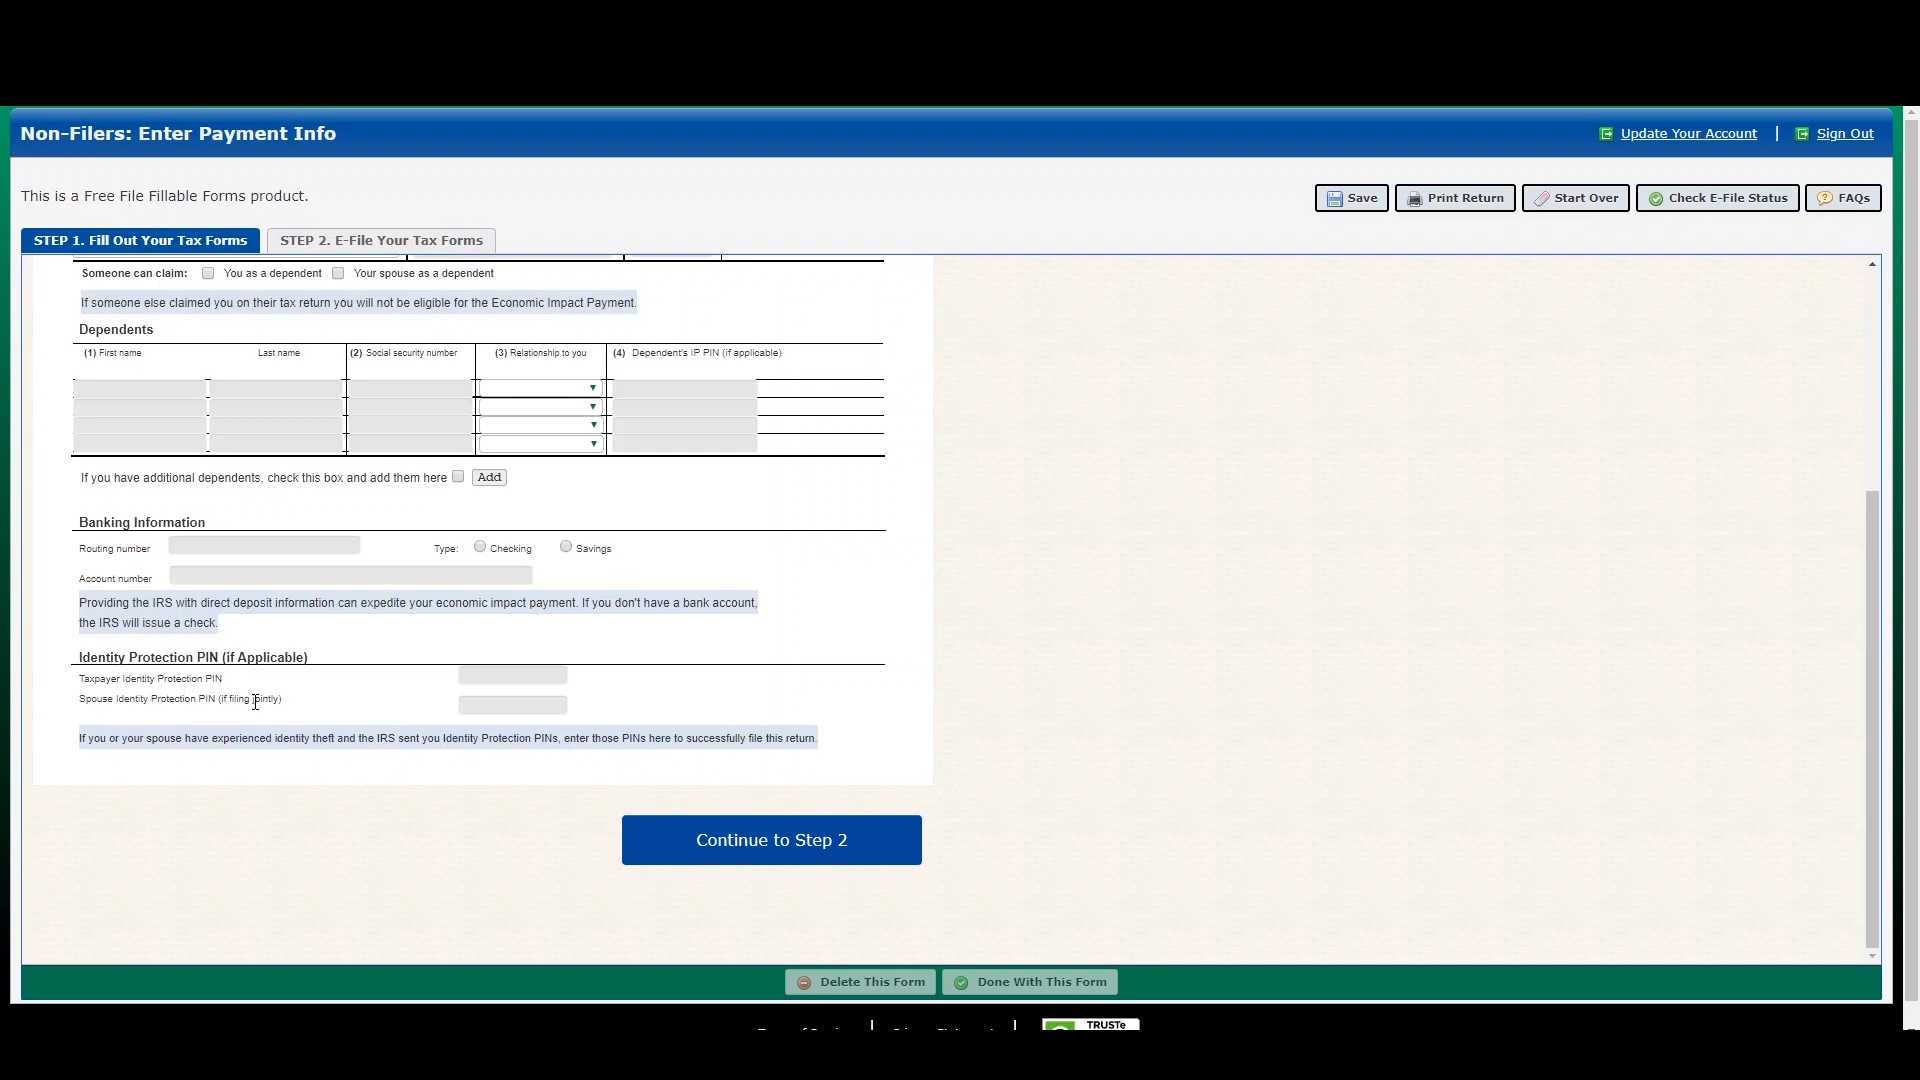 Non-Filers: Enter Payment Info
Update Your Account | Sign Out
This is a Free File Fillable Forms product.
Save Print Return Start Over Check E-File Status FAQs
STEP 1. Fill Out Your Tax Forms STEP 2. E-File Your Tax Forms
Someone can claim: You as a dependent Your spouse as a dependent
If someone else claimed you on their tax return you will not be eligible for the Economic Impact Payment.
Dependents
(1) First name Last name (2) Social security number (3) Relationship to you (4) Dependent's IP PIN (if applicable)
If you have additional dependents, check this box and add them here Add
Banking Information
Routing number Type: Checking Savings
Account number
Providing the IRS with direct deposit information can expedite your economic impact payment. If you don't have a bank account,
the IRS will issue a check.
Identity Protection PIN (if Applicable)
Taxpayer Identity Protection PIN
Spouse Identity Protection PIN (if filing jointly)
If you or your spouse have experienced identity theft and the IRS sent you Identity Protection PINs, enter those PINs here to successfully file this return.
Continue to Step 2
Delete This Form Done With This Form
TRUSTe